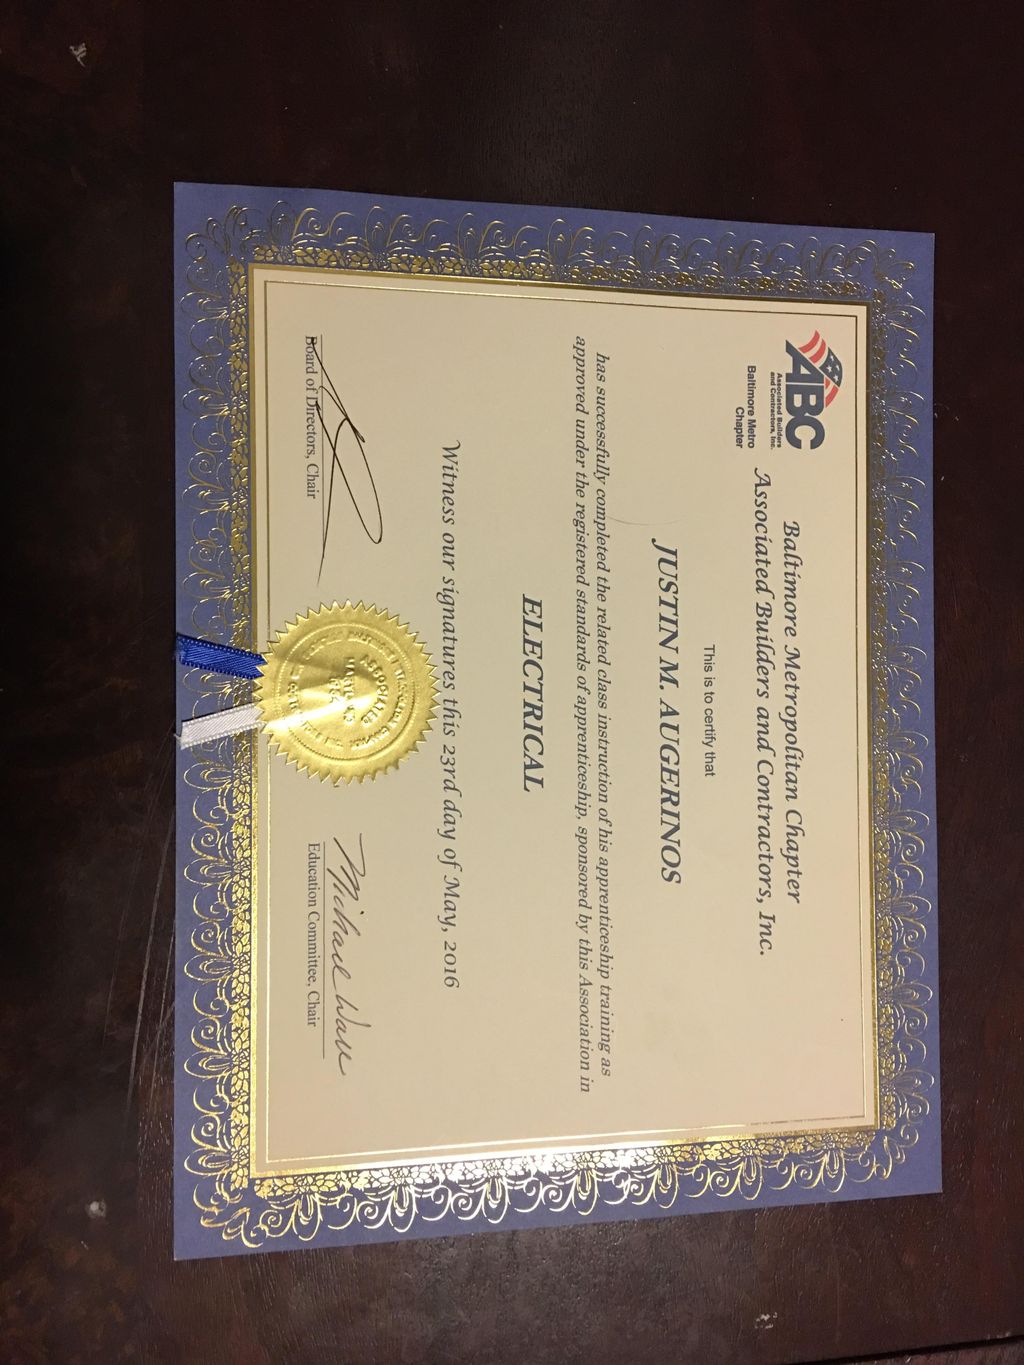 ABC
Associated Builders
and Contractors, Inc.
Baltimore Metro
Chapter
Baltimore Metropolitan Chapter
Associated Builders and Contractors, Inc.
This is to certify that
JUSTIN M. AUGERINOS
has successfully completed the related class instruction of his apprenticeship training as
approved under the registered standards of apprenticeship, sponsored by this Association in
ELECTRICAL
Witness our signatures this 23rd day of May, 2016
Board of Directors, Chair
Michael
Education Committee, Chair